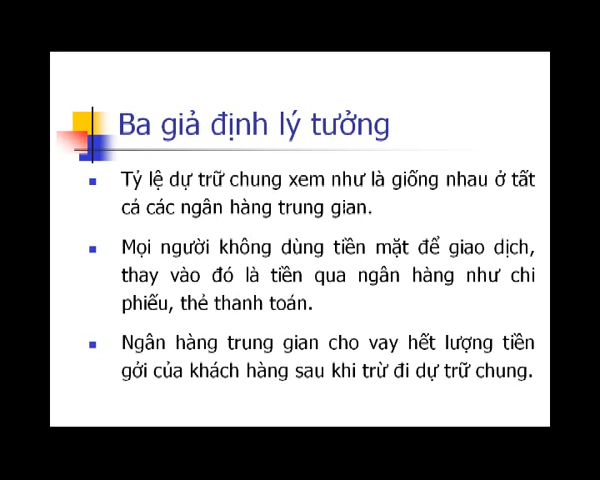 Ba giả định lý tưởng
Tỷ lệ dự trữ chung xem như là giống nhau ở tất
cả các ngân hàng trung gian.
Mọi người không dùng tiền mặt để giao dịch,
thay vào đó là tiền qua ngân hàng như chi
phiếu, thẻ thanh toán.
Ngân hàng trung gian cho vay hết lượng tiền
gởi của khách hàng sau khi trừ đi dự trữ chung.